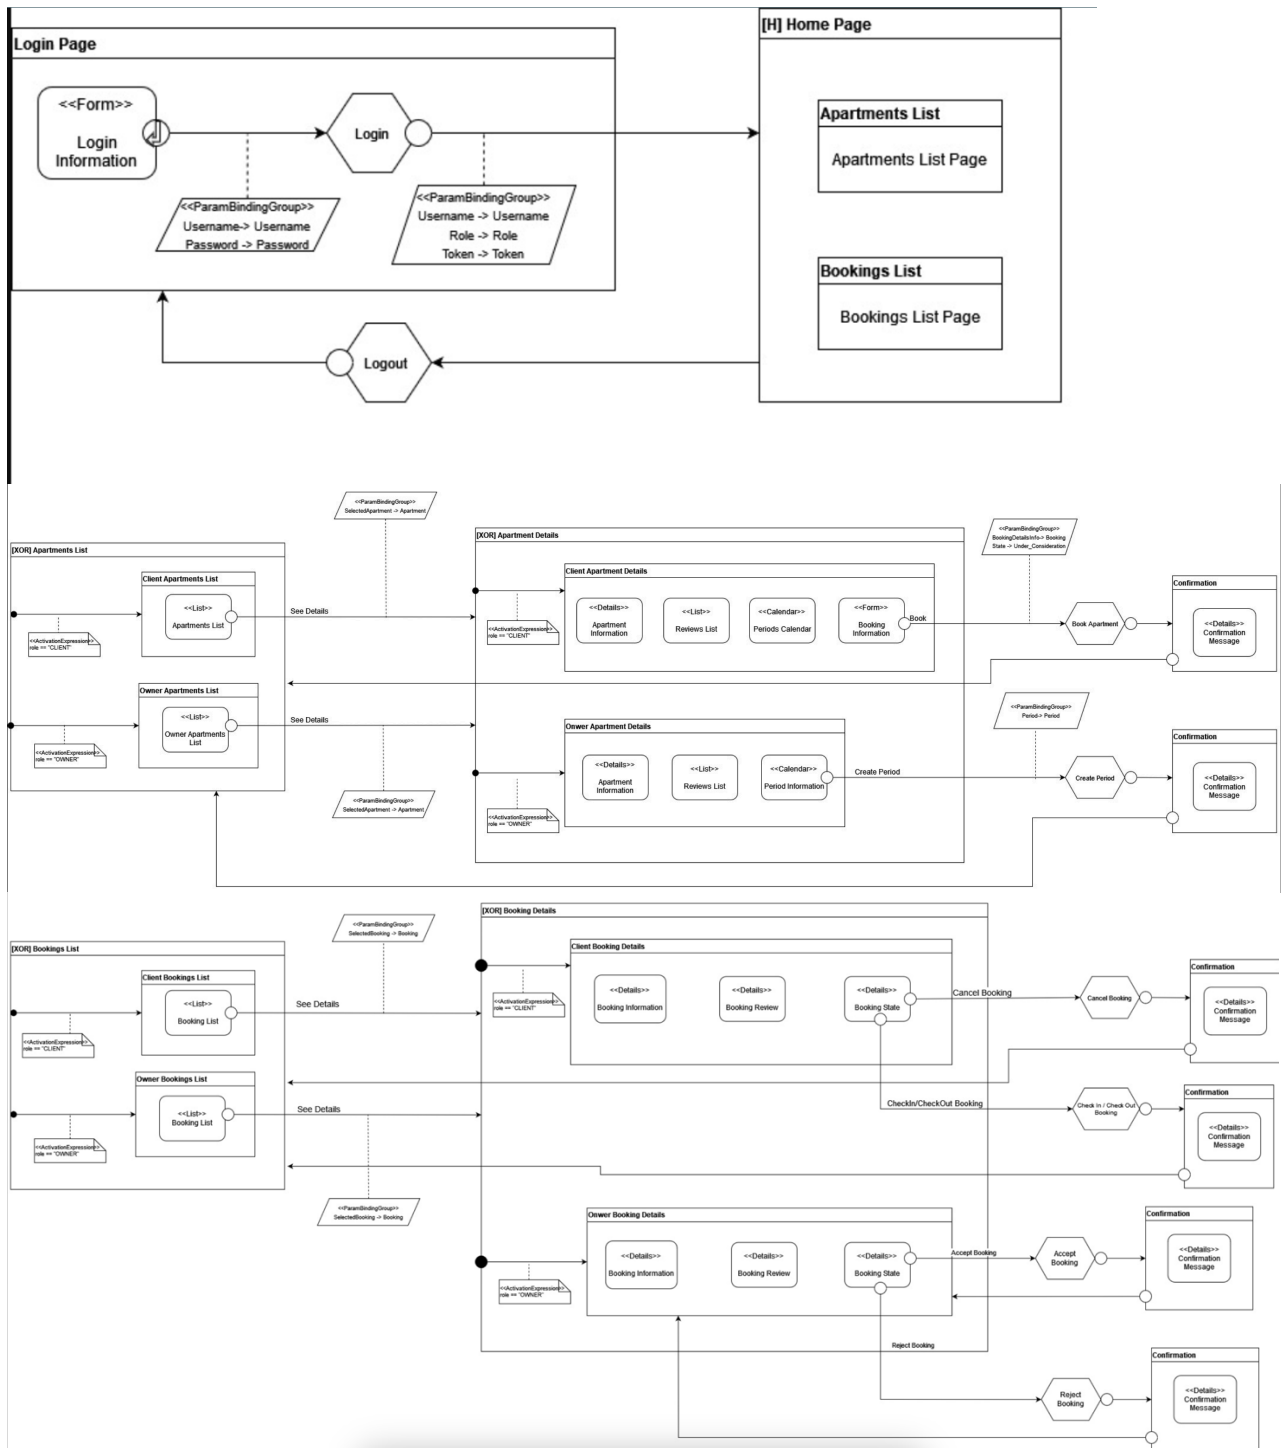 Login Page
<<Form>>
Login
Information
Login
<<ParamBindingGroup>>
Username-> Username
Password -> Password
<<ParamBindingGroup>>
Username -> Username
Role -> Role
Token -> Token
Logout
[H] Home Page
Apartments List
Apartments List Page
Bookings List
Bookings List Page
<<ParamBindingGroup>>
SelectedApartment -> Apartment
[XOR] Apartments List
Client Apartments List
<<List>>
Apartments List
<<ActivationExpression>>
role == "CLIENT"
See Details
Owner Apartments List
<<List>>
Owner Apartments
List
<<ActivationExpression>>
role == "OWNER"
See Details
<<ParamBindingGroup>>
SelectedApartment -> Apartment
[XOR] Apartment Details
Client Apartment Details
<<Details>>
Apartment
Information
<<List>>
Reviews List
<<Calendar>>
Periods Calendar
<<Form>>
Booking
Information
<<ActivationExpression>>
role == "CLIENT"
Book
<<ParamBindingGroup>>
BookingDetailsInfo-> Booking
State -> Under_Consideration
Book Apartment
Confirmation
<<Details>>
Confirmation
Message
Onwer Apartment Details
<<Details>>
Apartment
Information
<<List>>
Reviews List
<<Calendar>>
Period Information
<<ActivationExpression>>
role == "OWNER"
Create Period
<<ParamBindingGroup>>
Period-> Period
Create Period
Confirmation
<<Details>>
Confirmation
Message
<<ParamBindingGroup>>
SelectedBooking -> Booking
[XOR] Bookings List
Client Bookings List
<<List>>
Booking List
<<ActivationExpression>>
role == "CLIENT"
See Details
Owner Bookings List
<<List>>
Booking List
<<ActivationExpression>>
role == "OWNER"
See Details
<<ParamBindingGroup>>
SelectedBooking -> Booking
[XOR] Booking Details
Client Booking Details
<<Details>>
Booking Information
<<Details>>
Booking Review
<<Details>>
Booking State
<<ActivationExpression>>
role == "CLIENT"
Cancel Booking
Cancel Booking
Confirmation
<<Details>>
Confirmation
Message
CheckIn/CheckOut Booking
Check In / Check Out
Booking
Confirmation
<<Details>>
Confirmation
Message
Onwer Booking Details
<<Details>>
Booking Information
<<Details>>
Booking Review
<<Details>>
Booking State
<<ActivationExpression>>
role == "OWNER"
Accept Booking
Accept
Booking
Confirmation
<<Details>>
Confirmation
Message
Reject Booking
Reject
Booking
Confirmation
<<Details>>
Confirmation
Message